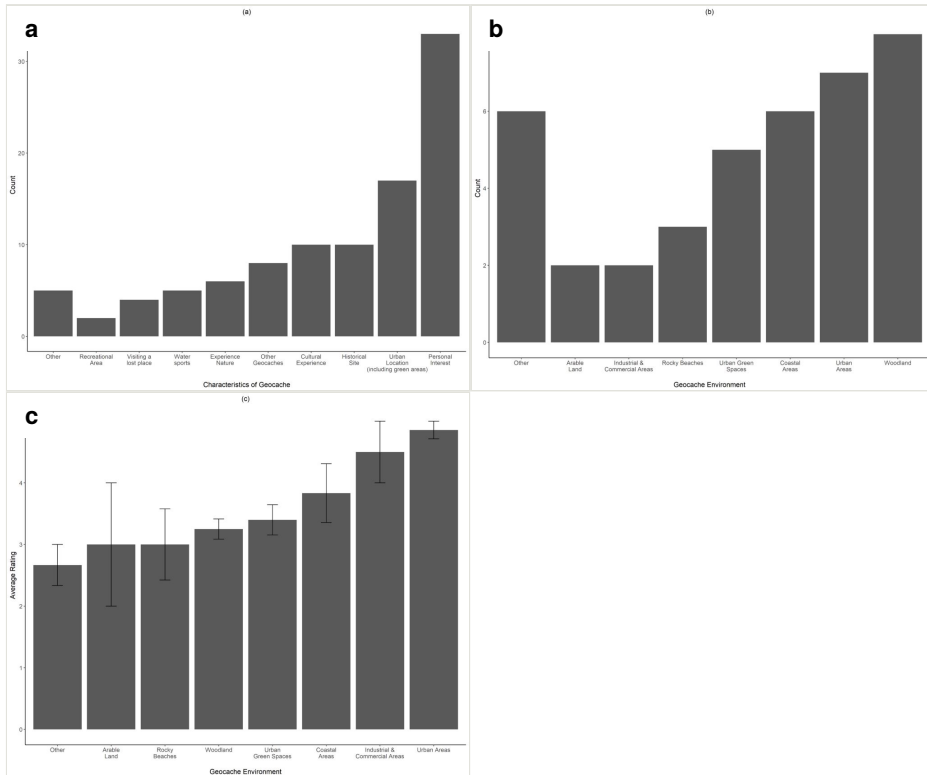 (a)
a
30
20
10
0
Count
Other
Recreational
Area
Visiting a
lost place
Water
sports
Experience
Nature
Other
Geocaches
Cultural
Experience
Historical
Site
Urban
Location
(including green areas)
Personal
Interest
Characteristics of Geocache
(b)
b
6
4
2
0
Count
Other
Arable
Land
Industrial &
Commercial Areas
Rocky Beaches
Urban Green
Spaces
Coastal
Areas
Urban
Areas
Woodland
Geocache Environment
(c)
c
4
3
2
1
0
Average Rating
Other
Arable
Land
Rocky
Beaches
Woodland
Urban
Green Spaces
Coastal
Areas
Industrial &
Commercial Areas
Urban Areas
Geocache Environment